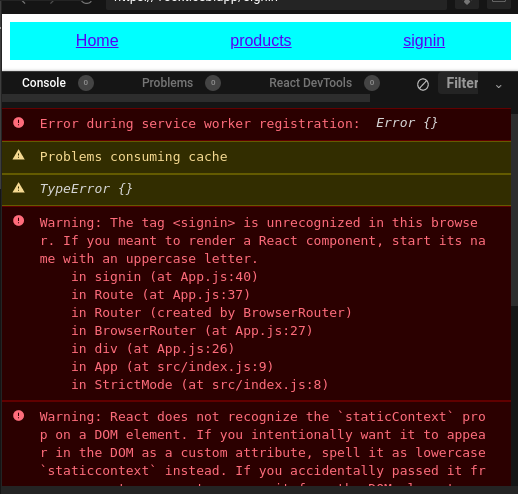 Home products signin
Console 0 Problems 0 React DevTools 0 Filter
Error during service worker registration: Error {}
Problems consuming cache
TypeError {}
Warning: The tag <signin> is unrecognized in this browse
r. If you meant to render a React component, start its na
me with an uppercase letter.
in signin (at App.js:40)
in Route (at App.js:37)
in Router (created by BrowserRouter)
in BrowserRouter (at App.js:27)
in div (at App.js:26)
in App (at src/index.js:9)
in StrictMode (at src/index.js:8)
Warning: React does not recognize the `staticContext` pro
p on a DOM element. If you intentionally want it to appea
r in the DOM as a custom attribute, spell it as lowercase
`staticcontext` instead. If you accidentally passed it fr